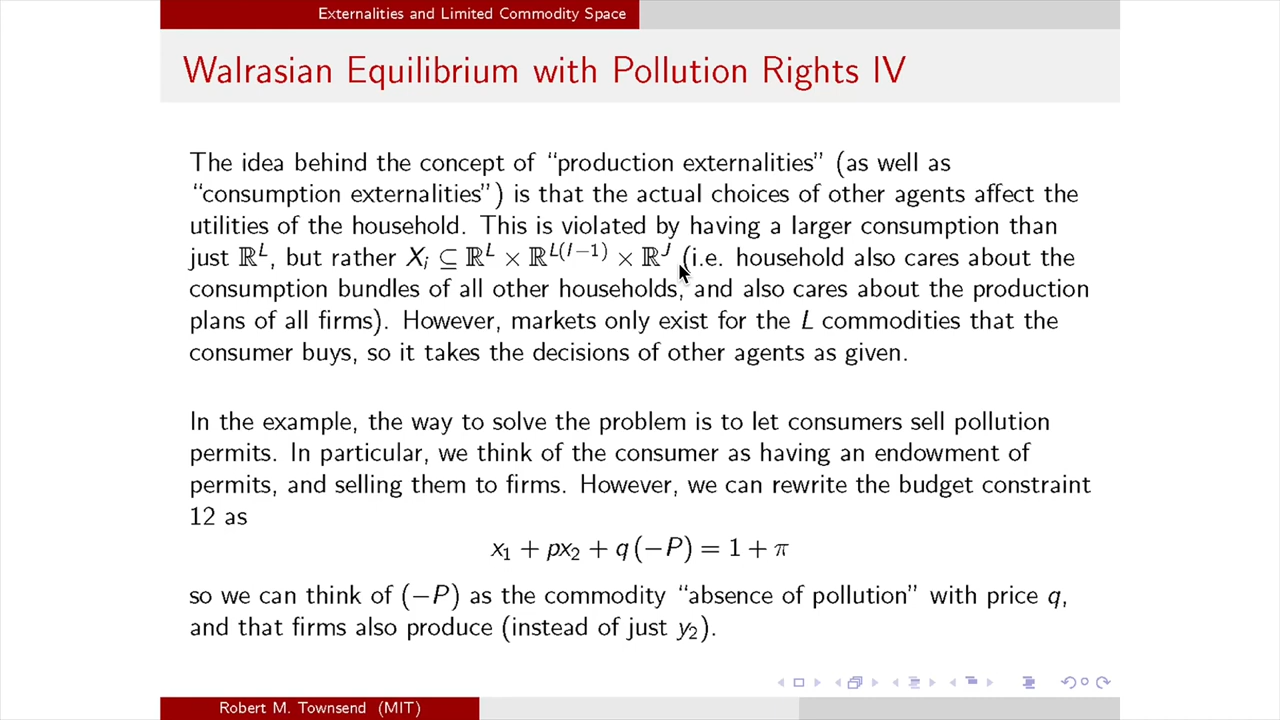 Externalities and Limited Commodity Space
Walrasian Equilibrium with Pollution Rights IV
The idea behind the concept of “production externalities” (as well as
“consumption externalities”) is that the actual choices of other agents affect the
utilities of the household. This is violated by having a larger consumption than
just ℝ^L, but rather X_i ⊆ ℝ^L × ℝ^{L(I−1)} × ℝ^J (i.e. household also cares about the
consumption bundles of all other households, and also cares about the production
plans of all firms). However, markets only exist for the L commodities that the
consumer buys, so it takes the decisions of other agents as given.
In the example, the way to solve the problem is to let consumers sell pollution
permits. In particular, we think of the consumer as having an endowment of
permits, and selling them to firms. However, we can rewrite the budget constraint
12 as
x₁ + px₂ + q(−P) = 1 + π
so we can think of (−P) as the commodity “absence of pollution” with price q,
and that firms also produce (instead of just y₂).
Robert M. Townsend (MIT)